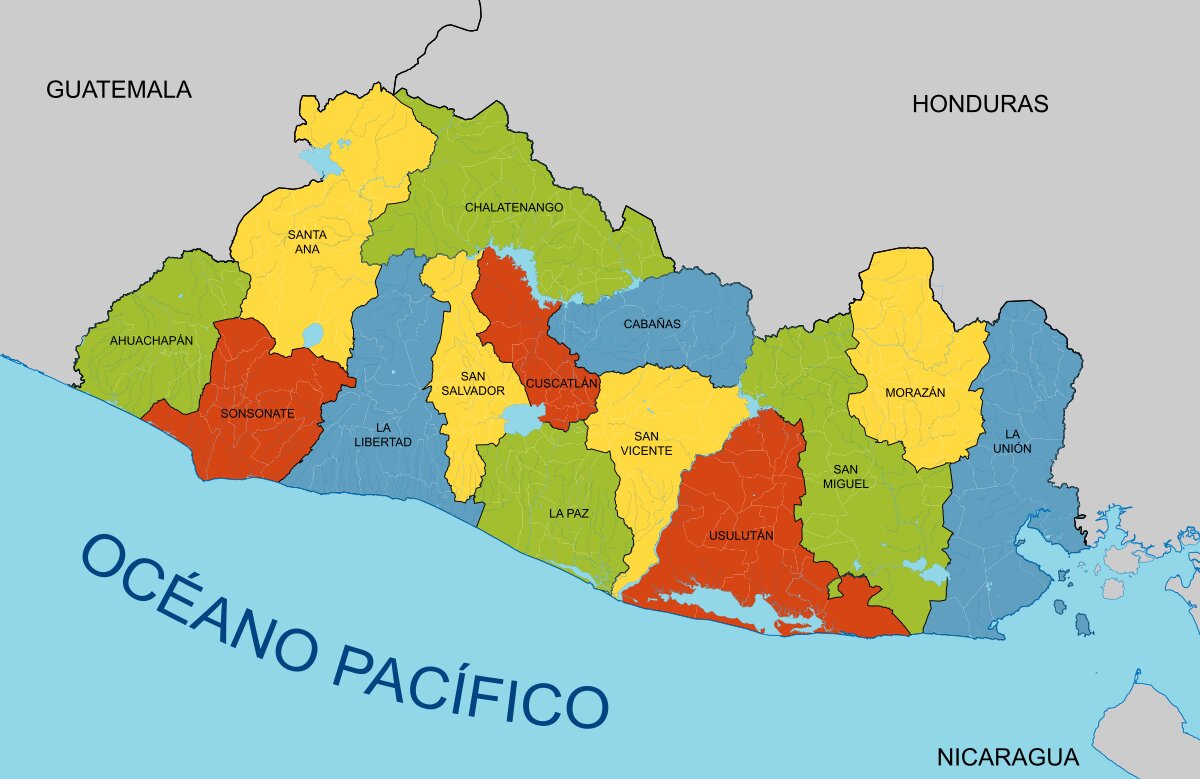 GUATEMALA
HONDURAS
CHALATENANGO
SANTA
ANA
CABAÑAS
AHUACHAPÁN
SAN
SALVADOR
CUSCATLÁN
MORAZÁN
SONSONATE
LA
LIBERTAD
SAN
VICENTE
LA
UNIÓN
SAN
MIGUEL
LA PAZ
USULUTÁN
OCÉANO PACÍFICO
NICARAGUA